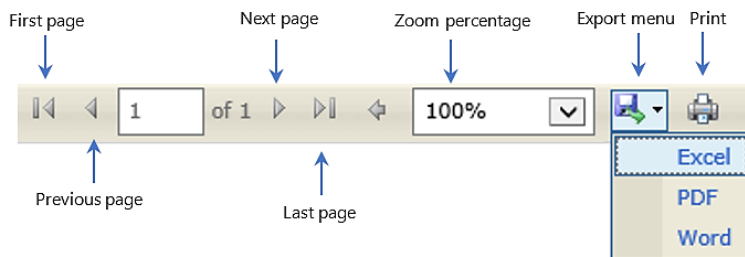 First page
Next page
Zoom percentage
Export menu
Print
1
of 1
100%
Excel
PDF
Word
Previous page
Last page